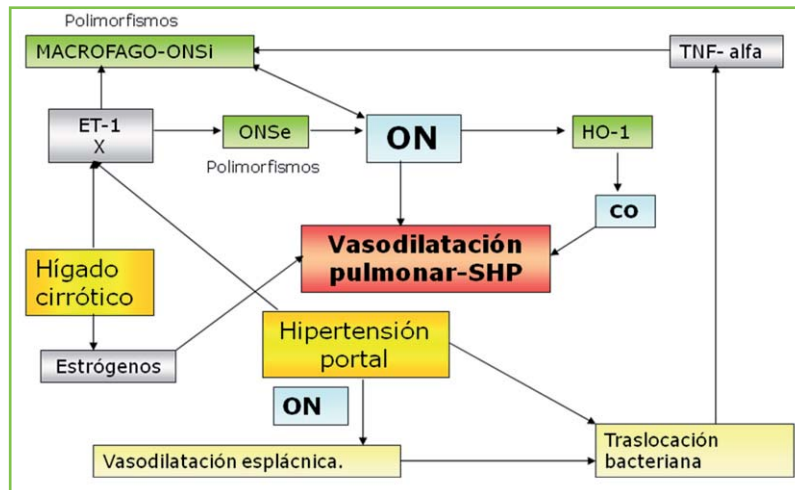 Polimorfismos
MACROFAGO-ONSi
TNF- alfa
ET-1
X
ONSe
ON
HO-1
Polimorfismos
CO
Vasodilatación
pulmonar-SHP
Hígado
cirrótico
Hipertensión
portal
Estrógenos
ON
Traslocación
bacteriana
Vasodilatación esplácnica.